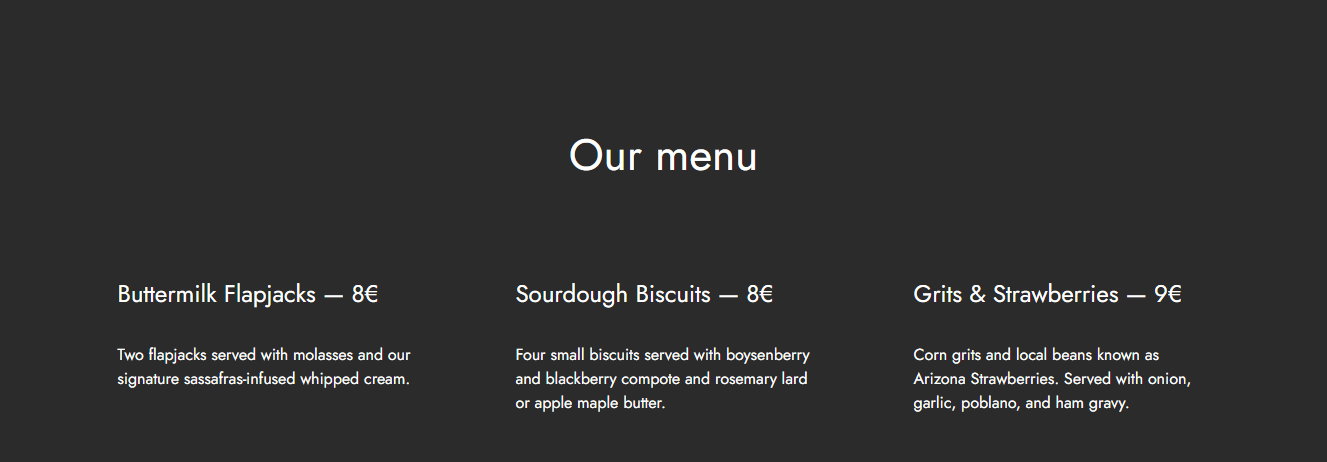 Our menu
Buttermilk Flapjacks — 8€
Two flapjacks served with molasses and our
signature sassafras-infused whipped cream.
Sourdough Biscuits — 8€
Four small biscuits served with boysenberry
and blackberry compote and rosemary lard
or apple maple butter.
Grits & Strawberries — 9€
Corn grits and local beans known as
Arizona Strawberries. Served with onion,
garlic, poblano, and ham gravy.